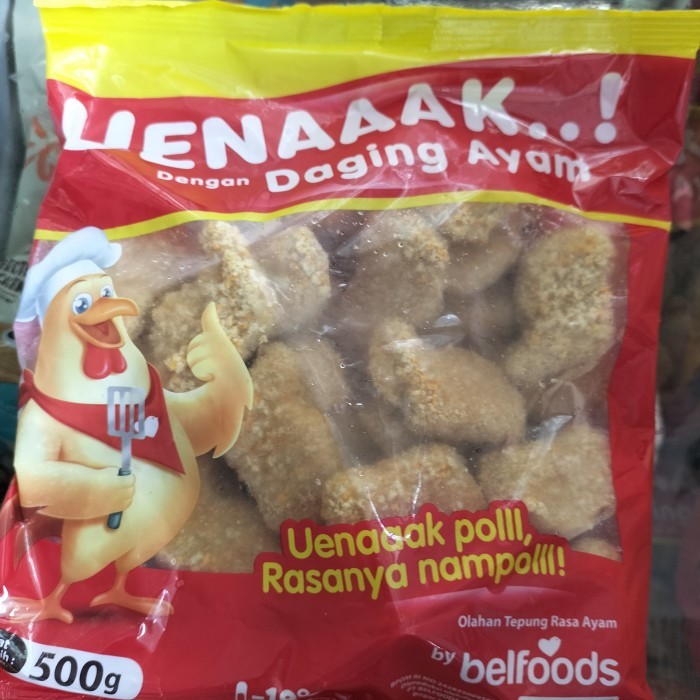 UENAAAK...!
Dengan Daging Ayam
Uenaaak polll,
Rasanya nampolll!
Olahan Tepung Rasa Ayam
by belfoods
500g